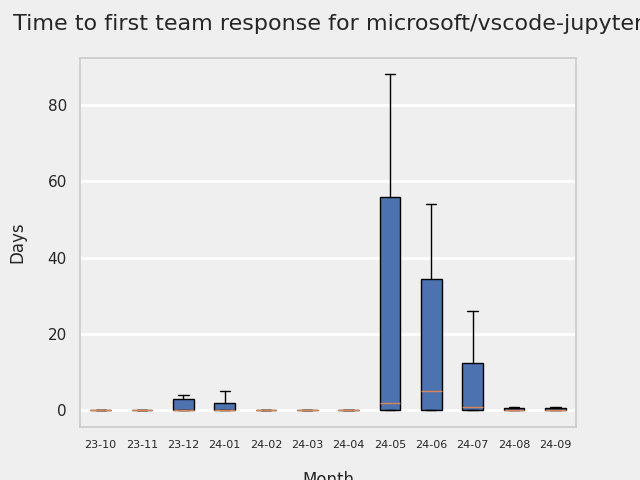 Time to first team response for microsoft/vscode-jupyter
80
60
40
20
0
Days
23-10 23-11 23-12 24-01 24-02 24-03 24-04 24-05 24-06 24-07 24-08 24-09
Month